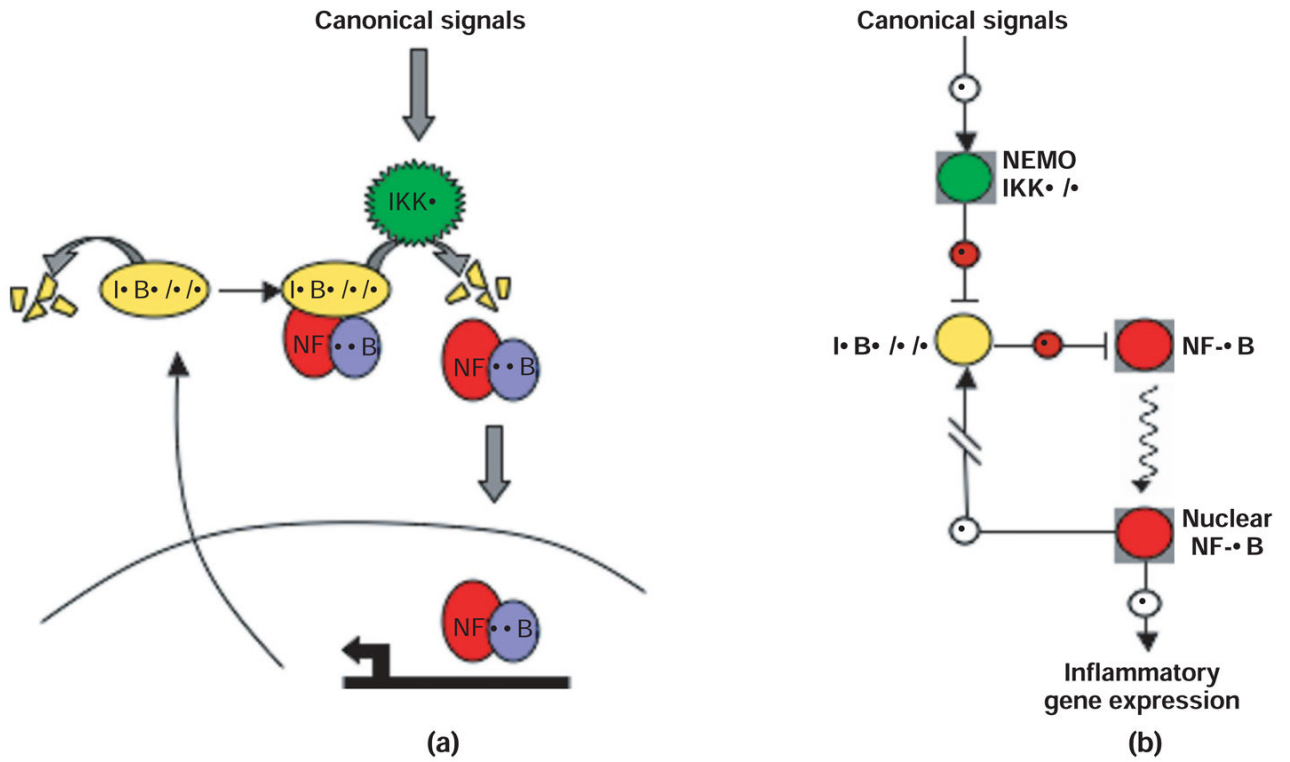 Canonical signals
IKK•
I• B• /• /•
I• B• /• /•
NF • • B
NF • • B
NF • • B
(a)
Canonical signals
NEMO
IKK• /•
I• B• /• /•
NF-• B
Nuclear
NF-• B
Inflammatory
gene expression
(b)